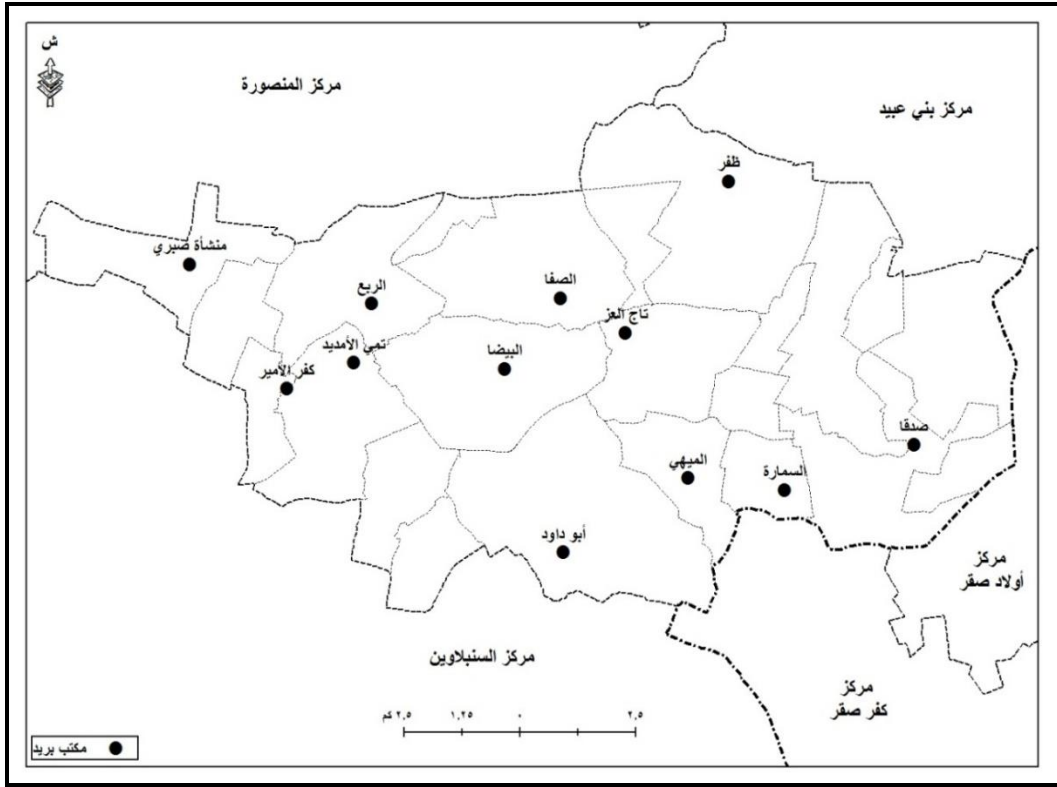 ش
مركز المنصورة
مركز بني عبيد
ظفر
منشأة صبري
الصفا
الربع
تاج العز
تمي الأمديد
البيضا
كفر الأمير
صدقا
الميهي
السمارة
أبو داود
مركز
أولاد صقر
مركز السنبلاوين
مركز
كفر صقر
٢,٥ كم ١,٢٥ ٠ ٢,٥
مكتب بريد